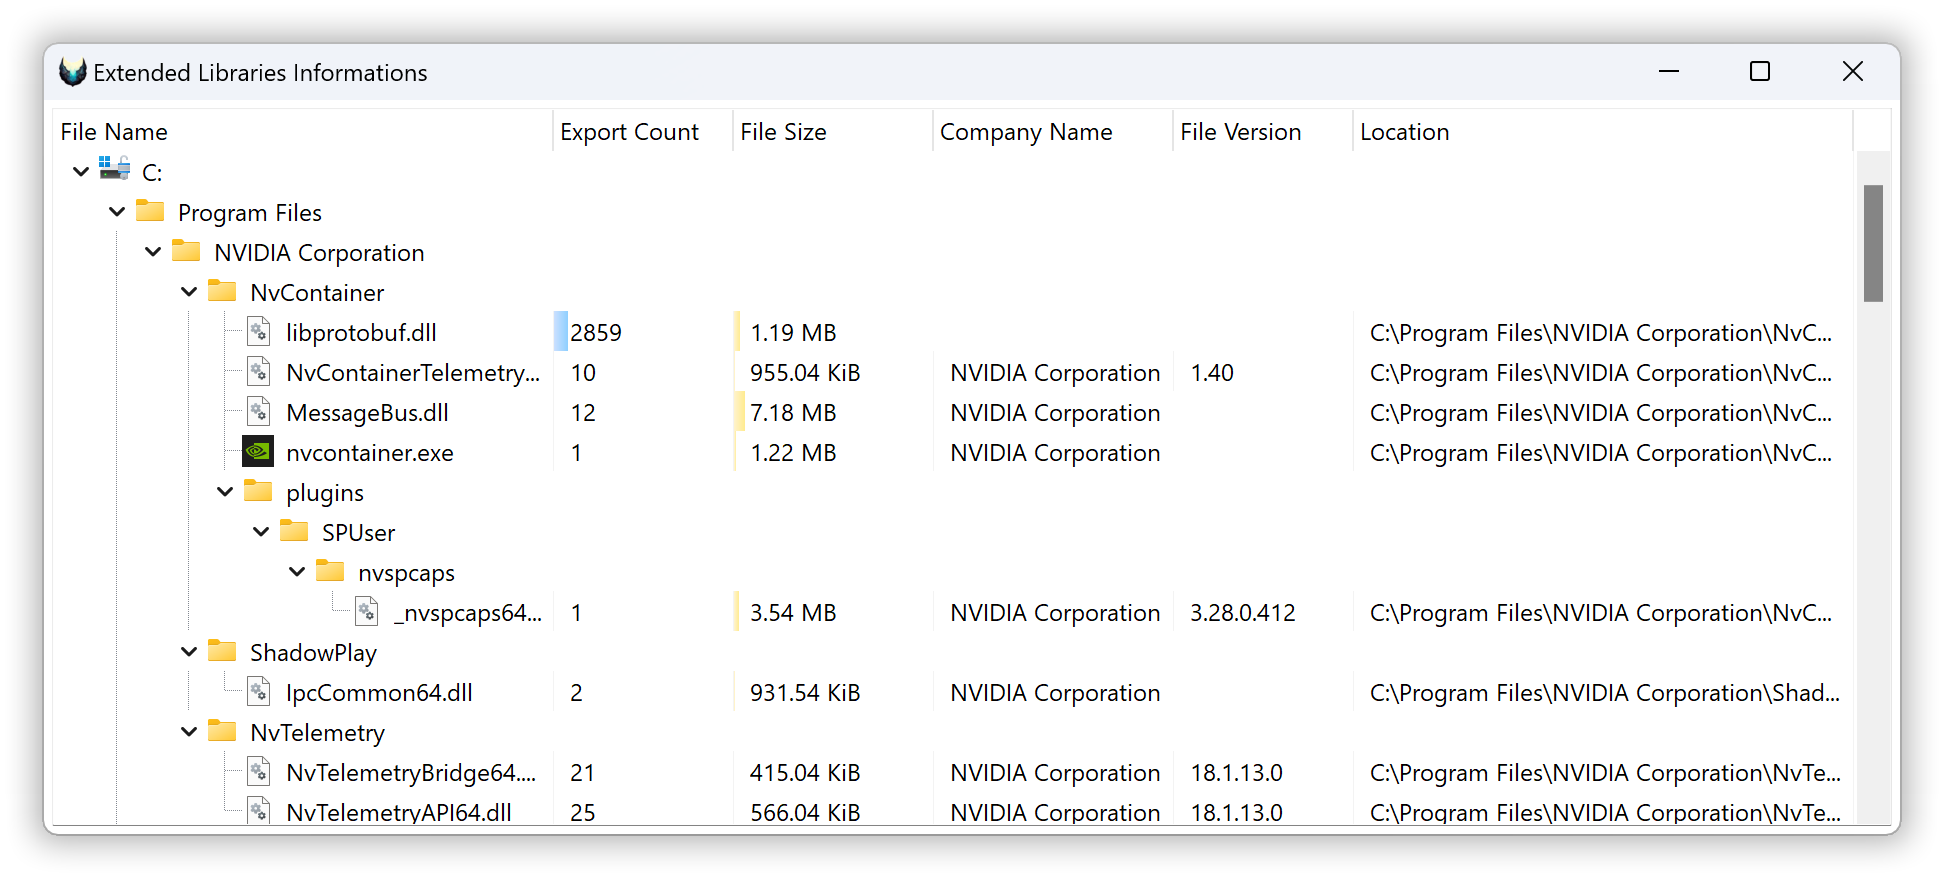 Extended Libraries Informations
File Name Export Count File Size Company Name File Version Location
C:
Program Files
NVIDIA Corporation
NvContainer
libprotobuf.dll 2859 1.19 MB C:\Program Files\NVIDIA Corporation\NvC...
NvContainerTelemetry... 10 955.04 KiB NVIDIA Corporation 1.40 C:\Program Files\NVIDIA Corporation\NvC...
MessageBus.dll 12 7.18 MB NVIDIA Corporation C:\Program Files\NVIDIA Corporation\NvC...
nvcontainer.exe 1 1.22 MB NVIDIA Corporation C:\Program Files\NVIDIA Corporation\NvC...
plugins
SPUser
nvspcaps
_nvspcaps64... 1 3.54 MB NVIDIA Corporation 3.28.0.412 C:\Program Files\NVIDIA Corporation\NvC...
ShadowPlay
IpcCommon64.dll 2 931.54 KiB NVIDIA Corporation C:\Program Files\NVIDIA Corporation\Shad...
NvTelemetry
NvTelemetryBridge64.... 21 415.04 KiB NVIDIA Corporation 18.1.13.0 C:\Program Files\NVIDIA Corporation\NvTe...
NvTelemetryAPI64.dll 25 566.04 KiB NVIDIA Corporation 18.1.13.0 C:\Program Files\NVIDIA Corporation\NvTe...